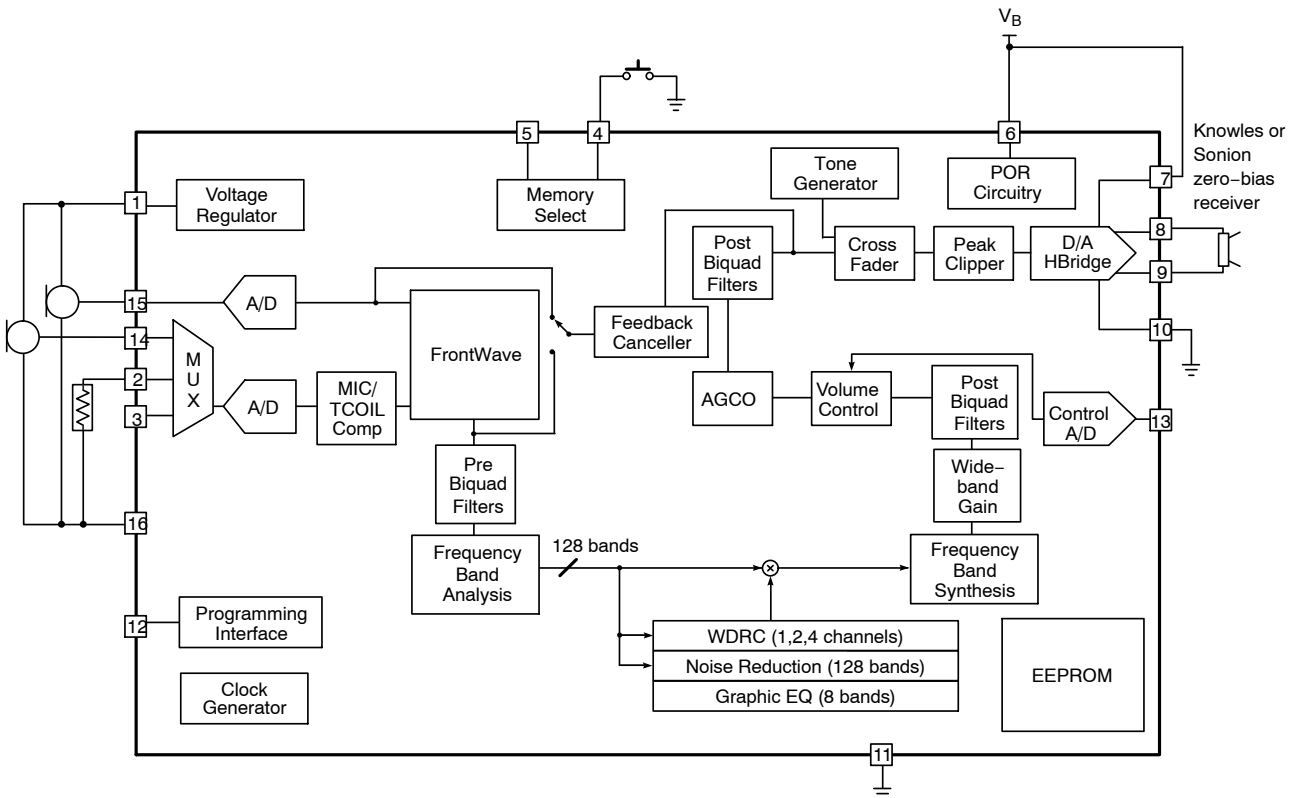 VB
5
4
6
Knowles or
Sonion
zero−bias
receiver
Tone
Generator
POR
Circuitry
7
1
Voltage
Regulator
Memory
Select
8
Post
Biquad
Filters
Cross
Fader
Peak
Clipper
D/A
HBridge
9
15
A/D
Feedback
Canceller
10
14
FrontWave
M
U
X
2
3
A/D
MIC/
TCOIL
Comp
AGCO
Volume
Control
Post
Biquad
Filters
Control
A/D
13
Pre
Biquad
Filters
Wide−
band
Gain
16
Frequency
Band
Analysis
128 bands
Frequency
Band
Synthesis
12
Programming
Interface
WDRC (1,2,4 channels)
Noise Reduction (128 bands)
Graphic EQ (8 bands)
EEPROM
Clock
Generator
11